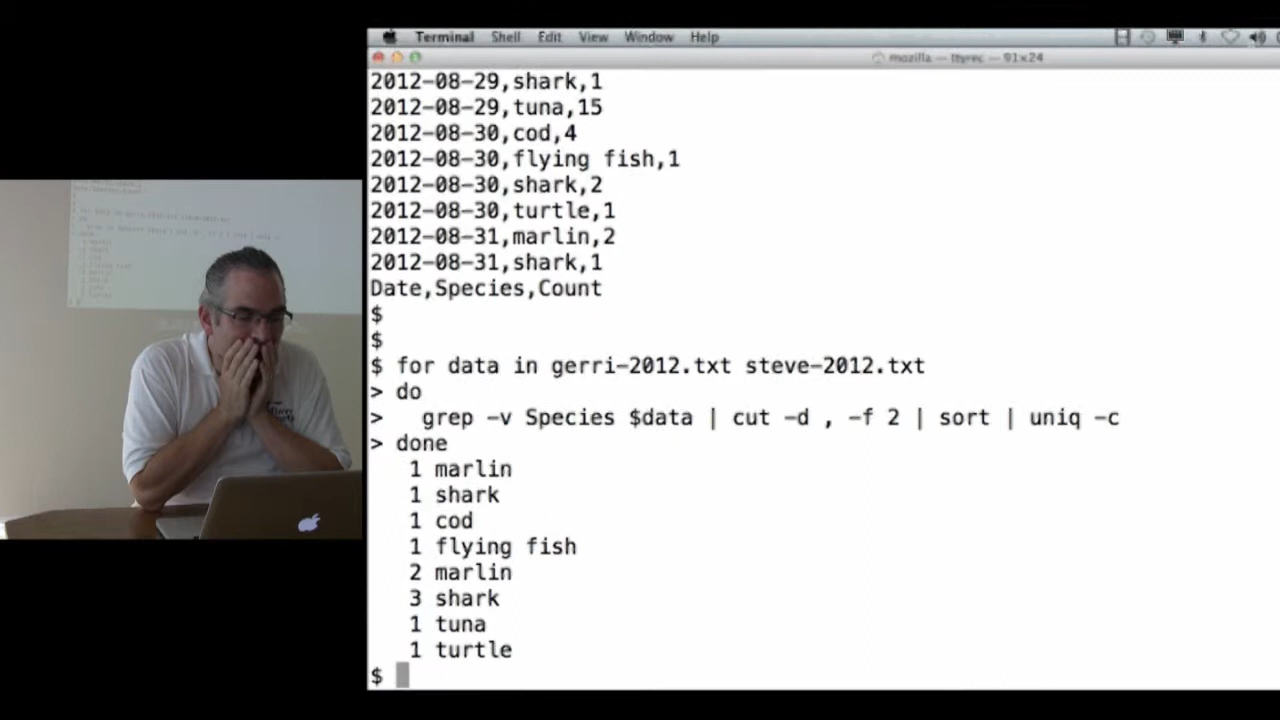 Terminal Shell Edit View Window Help
mozilla — ttyrec — 91×24
2012-08-29,shark,1
2012-08-29,tuna,15
2012-08-30,cod,4
2012-08-30,flying fish,1
2012-08-30,shark,2
2012-08-30,turtle,1
2012-08-31,marlin,2
2012-08-31,shark,1
Date,Species,Count
$
$
$ for data in gerri-2012.txt steve-2012.txt
> do
>   grep -v Species $data | cut -d , -f 2 | sort | uniq -c
> done
   1 marlin
   1 shark
   1 cod
   1 flying fish
   2 marlin
   3 shark
   1 tuna
   1 turtle
$